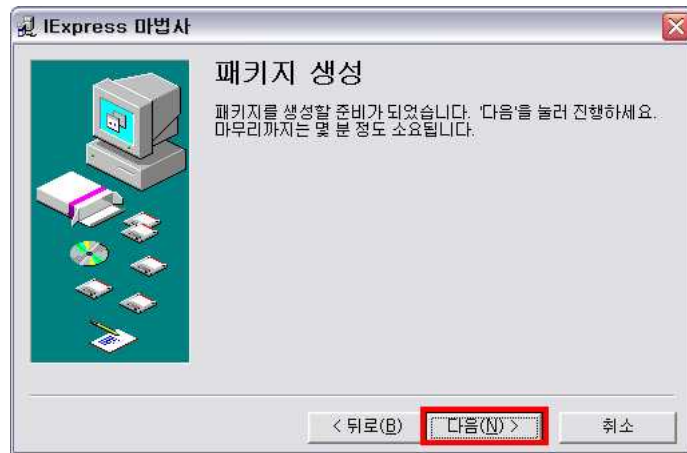 IExpress 마법사
패키지 생성
패키지를 생성할 준비가 되었습니다. '다음'을 눌러 진행하세요.
마무리까지는 몇 분 정도 소요됩니다.
< 뒤로(B) 다음(N) > 취소